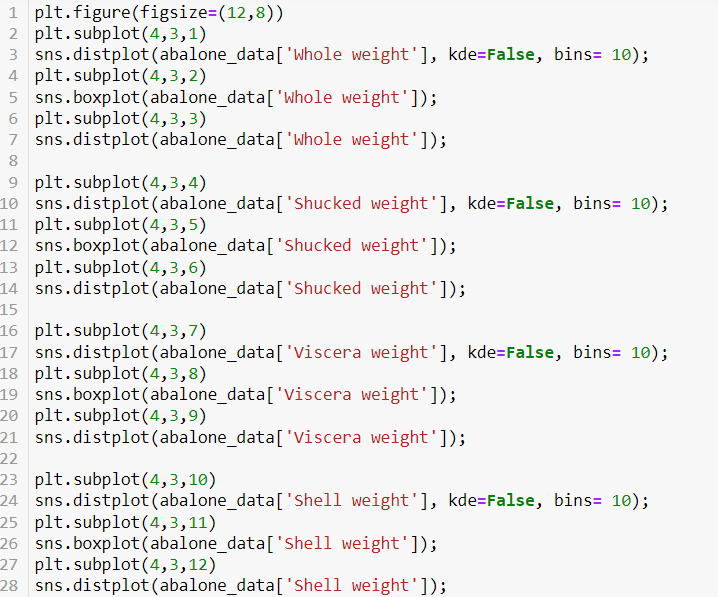 1 plt.figure(figsize=(12,8))
2 plt.subplot(4,3,1)
3 sns.distplot(abalone_data['Whole weight'], kde=False, bins= 10);
4 plt.subplot(4,3,2)
5 sns.boxplot(abalone_data['Whole weight']);
6 plt.subplot(4,3,3)
7 sns.distplot(abalone_data['Whole weight']);
8
9 plt.subplot(4,3,4)
10 sns.distplot(abalone_data['Shucked weight'], kde=False, bins= 10);
11 plt.subplot(4,3,5)
12 sns.boxplot(abalone_data['Shucked weight']);
13 plt.subplot(4,3,6)
14 sns.distplot(abalone_data['Shucked weight']);
15
16 plt.subplot(4,3,7)
17 sns.distplot(abalone_data['Viscera weight'], kde=False, bins= 10);
18 plt.subplot(4,3,8)
19 sns.boxplot(abalone_data['Viscera weight']);
20 plt.subplot(4,3,9)
21 sns.distplot(abalone_data['Viscera weight']);
22
23 plt.subplot(4,3,10)
24 sns.distplot(abalone_data['Shell weight'], kde=False, bins= 10);
25 plt.subplot(4,3,11)
26 sns.boxplot(abalone_data['Shell weight']);
27 plt.subplot(4,3,12)
28 sns.distplot(abalone_data['Shell weight']);